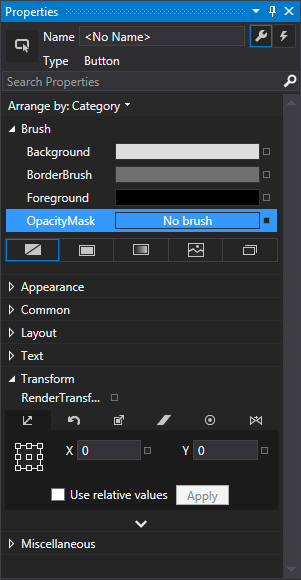 Properties
Name <No Name>
Type Button
Search Properties
Arrange by: Category
Brush
Background
BorderBrush
Foreground
OpacityMask No brush
Appearance
Common
Layout
Text
Transform
RenderTransf...
X 0 Y 0
Use relative values Apply
Miscellaneous